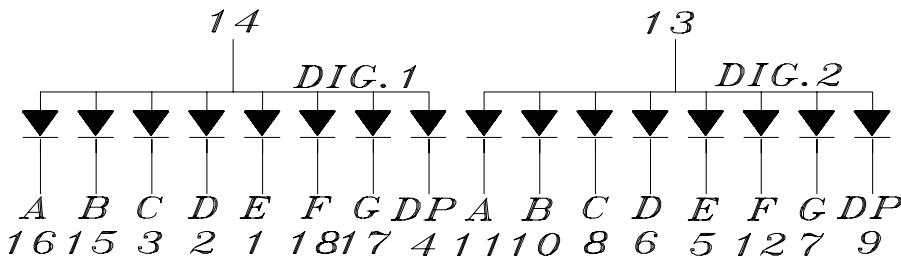 14 13
DIG.1 DIG.2
A B C D E F G DP A B C D E F G DP
16 15 3 2 1 18 17 4 11 10 8 6 5 12 7 9